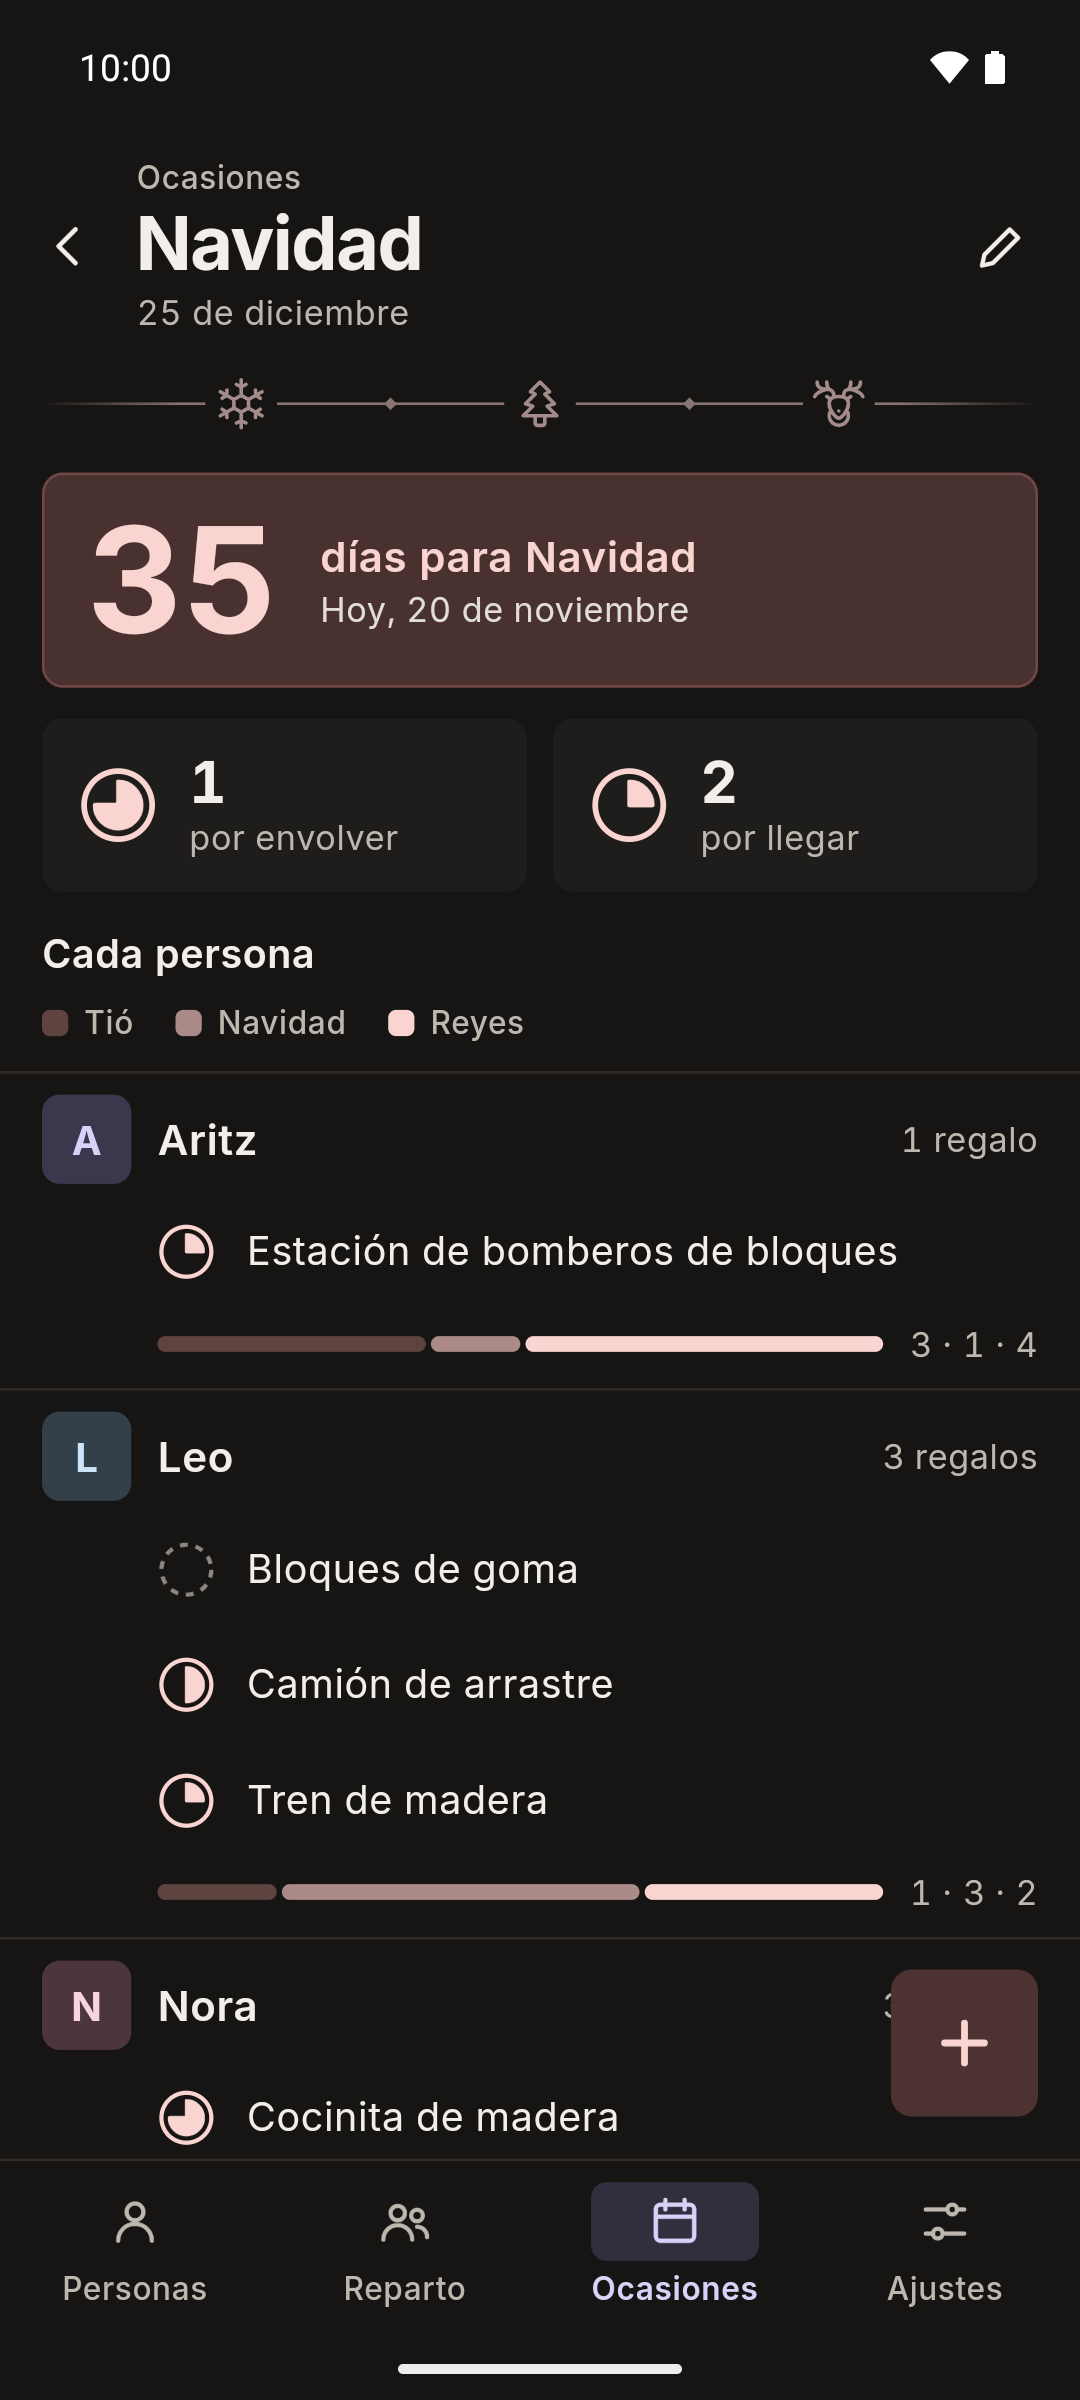 10:00
Ocasiones
Navidad
25 de diciembre
35
días para Navidad
Hoy, 20 de noviembre
1
por envolver
2
por llegar
Cada persona
Tió
Navidad
Reyes
A
Aritz
1 regalo
Estación de bomberos de bloques
3 · 1 · 4
L
Leo
3 regalos
Bloques de goma
Camión de arrastre
Tren de madera
1 · 3 · 2
N
Nora
Cocinita de madera
Personas
Reparto
Ocasiones
Ajustes